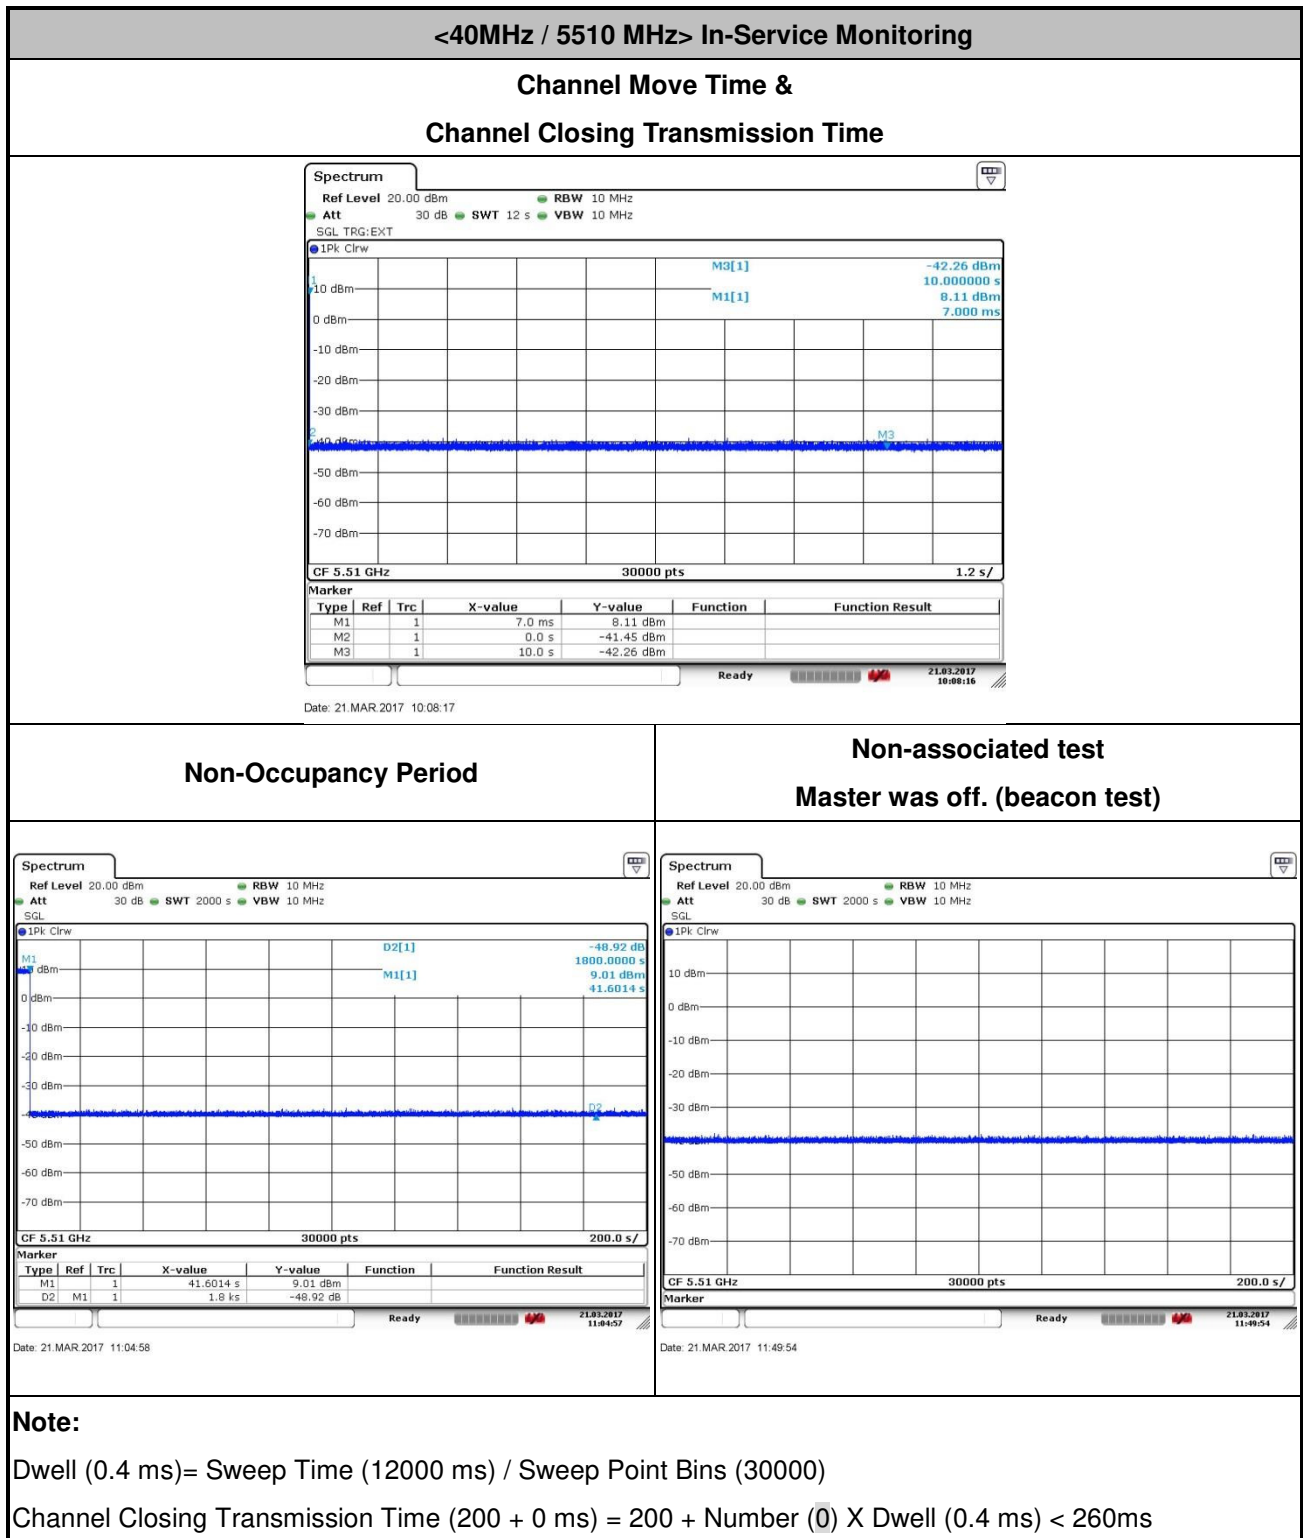 <40MHz / 5510 MHz> In-Service Monitoring
Channel Move Time &
Channel Closing Transmission Time
Spectrum
Ref Level 20.00 dBm RBW 10 MHz
Att 30 dB SWT 12 s VBW 10 MHz
SGL TRG:EXT
1Pk Clrw
M3[1] -42.26 dBm
10.000000 s
M1[1] 8.11 dBm
7.000 ms
1
10 dBm
0 dBm
-10 dBm
-20 dBm
-30 dBm
2
-40 dBm
M3
-50 dBm
-60 dBm
-70 dBm
CF 5.51 GHz 30000 pts 1.2 s/
Marker
Type Ref Trc X-value Y-value Function Function Result
M1 1 7.0 ms 8.11 dBm
M2 1 0.0 s -41.45 dBm
M3 1 10.0 s -42.26 dBm
Ready 21.03.2017
10:08:16
Date: 21.MAR.2017 10:08:17
Non-Occupancy Period
Non-associated test
Master was off. (beacon test)
Spectrum
Ref Level 20.00 dBm RBW 10 MHz
Att 30 dB SWT 2000 s VBW 10 MHz
SGL
1Pk Clrw
D2[1] -48.92 dB
1800.0000 s
M1[1] 9.01 dBm
41.6014 s
M1
dBm
0 dBm
-10 dBm
-20 dBm
-30 dBm
D2
-50 dBm
-60 dBm
-70 dBm
CF 5.51 GHz 30000 pts 200.0 s/
Marker
Type Ref Trc X-value Y-value Function Function Result
M1 1 41.6014 s 9.01 dBm
D2 M1 1 1.8 ks -48.92 dB
Ready 21.03.2017
11:04:57
Date: 21.MAR.2017 11:04:58
Spectrum
Ref Level 20.00 dBm RBW 10 MHz
Att 30 dB SWT 2000 s VBW 10 MHz
SGL
1Pk Clrw
10 dBm
0 dBm
-10 dBm
-20 dBm
-30 dBm
-50 dBm
-60 dBm
-70 dBm
CF 5.51 GHz 30000 pts 200.0 s/
Marker
Ready 21.03.2017
11:49:54
Date: 21.MAR.2017 11:49:54
Note:
Dwell (0.4 ms)= Sweep Time (12000 ms) / Sweep Point Bins (30000)
Channel Closing Transmission Time (200 + 0 ms) = 200 + Number (0) X Dwell (0.4 ms) < 260ms